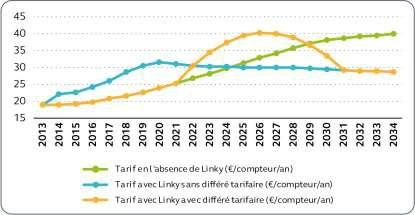 45
40
35
30
25
20
15
2013 2014 2015 2016 2017 2018 2019 2020 2021 2022 2023 2024 2025 2026 2027 2028 2029 2030 2031 2032 2033 2034
Tarif en l'absence de Linky (€/compteur/an)
Tarif avec Linky sans différé tarifaire (€/compteur/an)
Tarif avec Linky avec différé tarifaire (€/compteur/an)